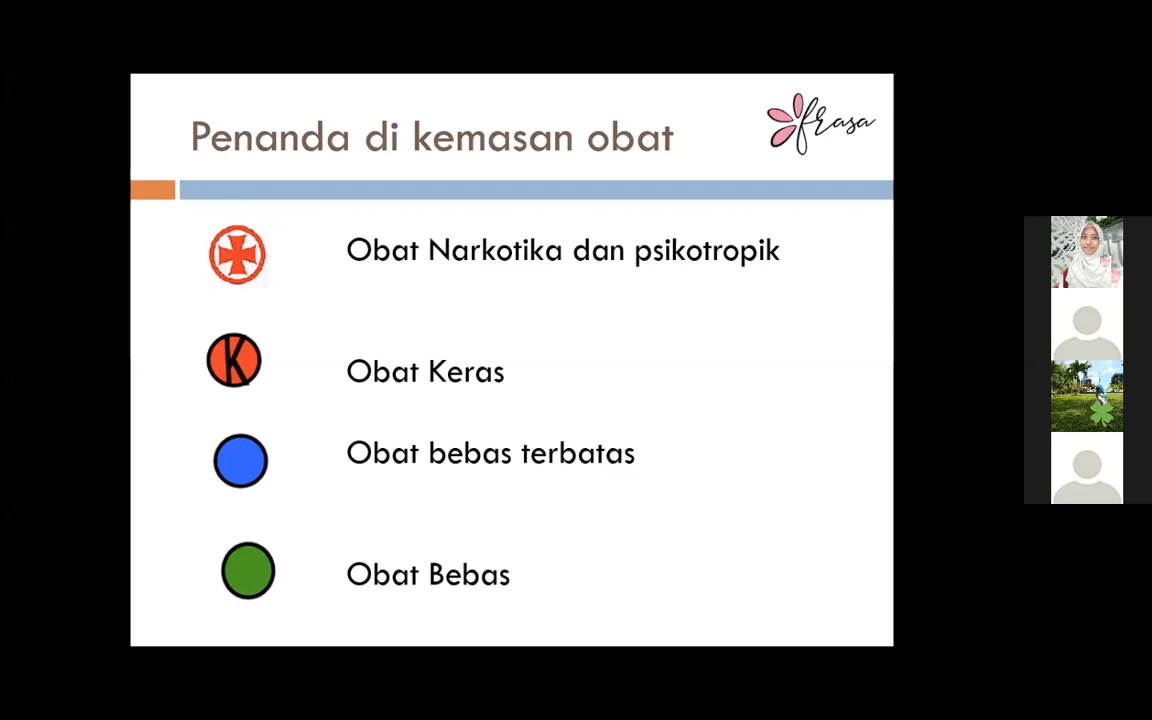 Penanda di kemasan obat
frasa
Obat Narkotika dan psikotropik
K
Obat Keras
Obat bebas terbatas
Obat Bebas